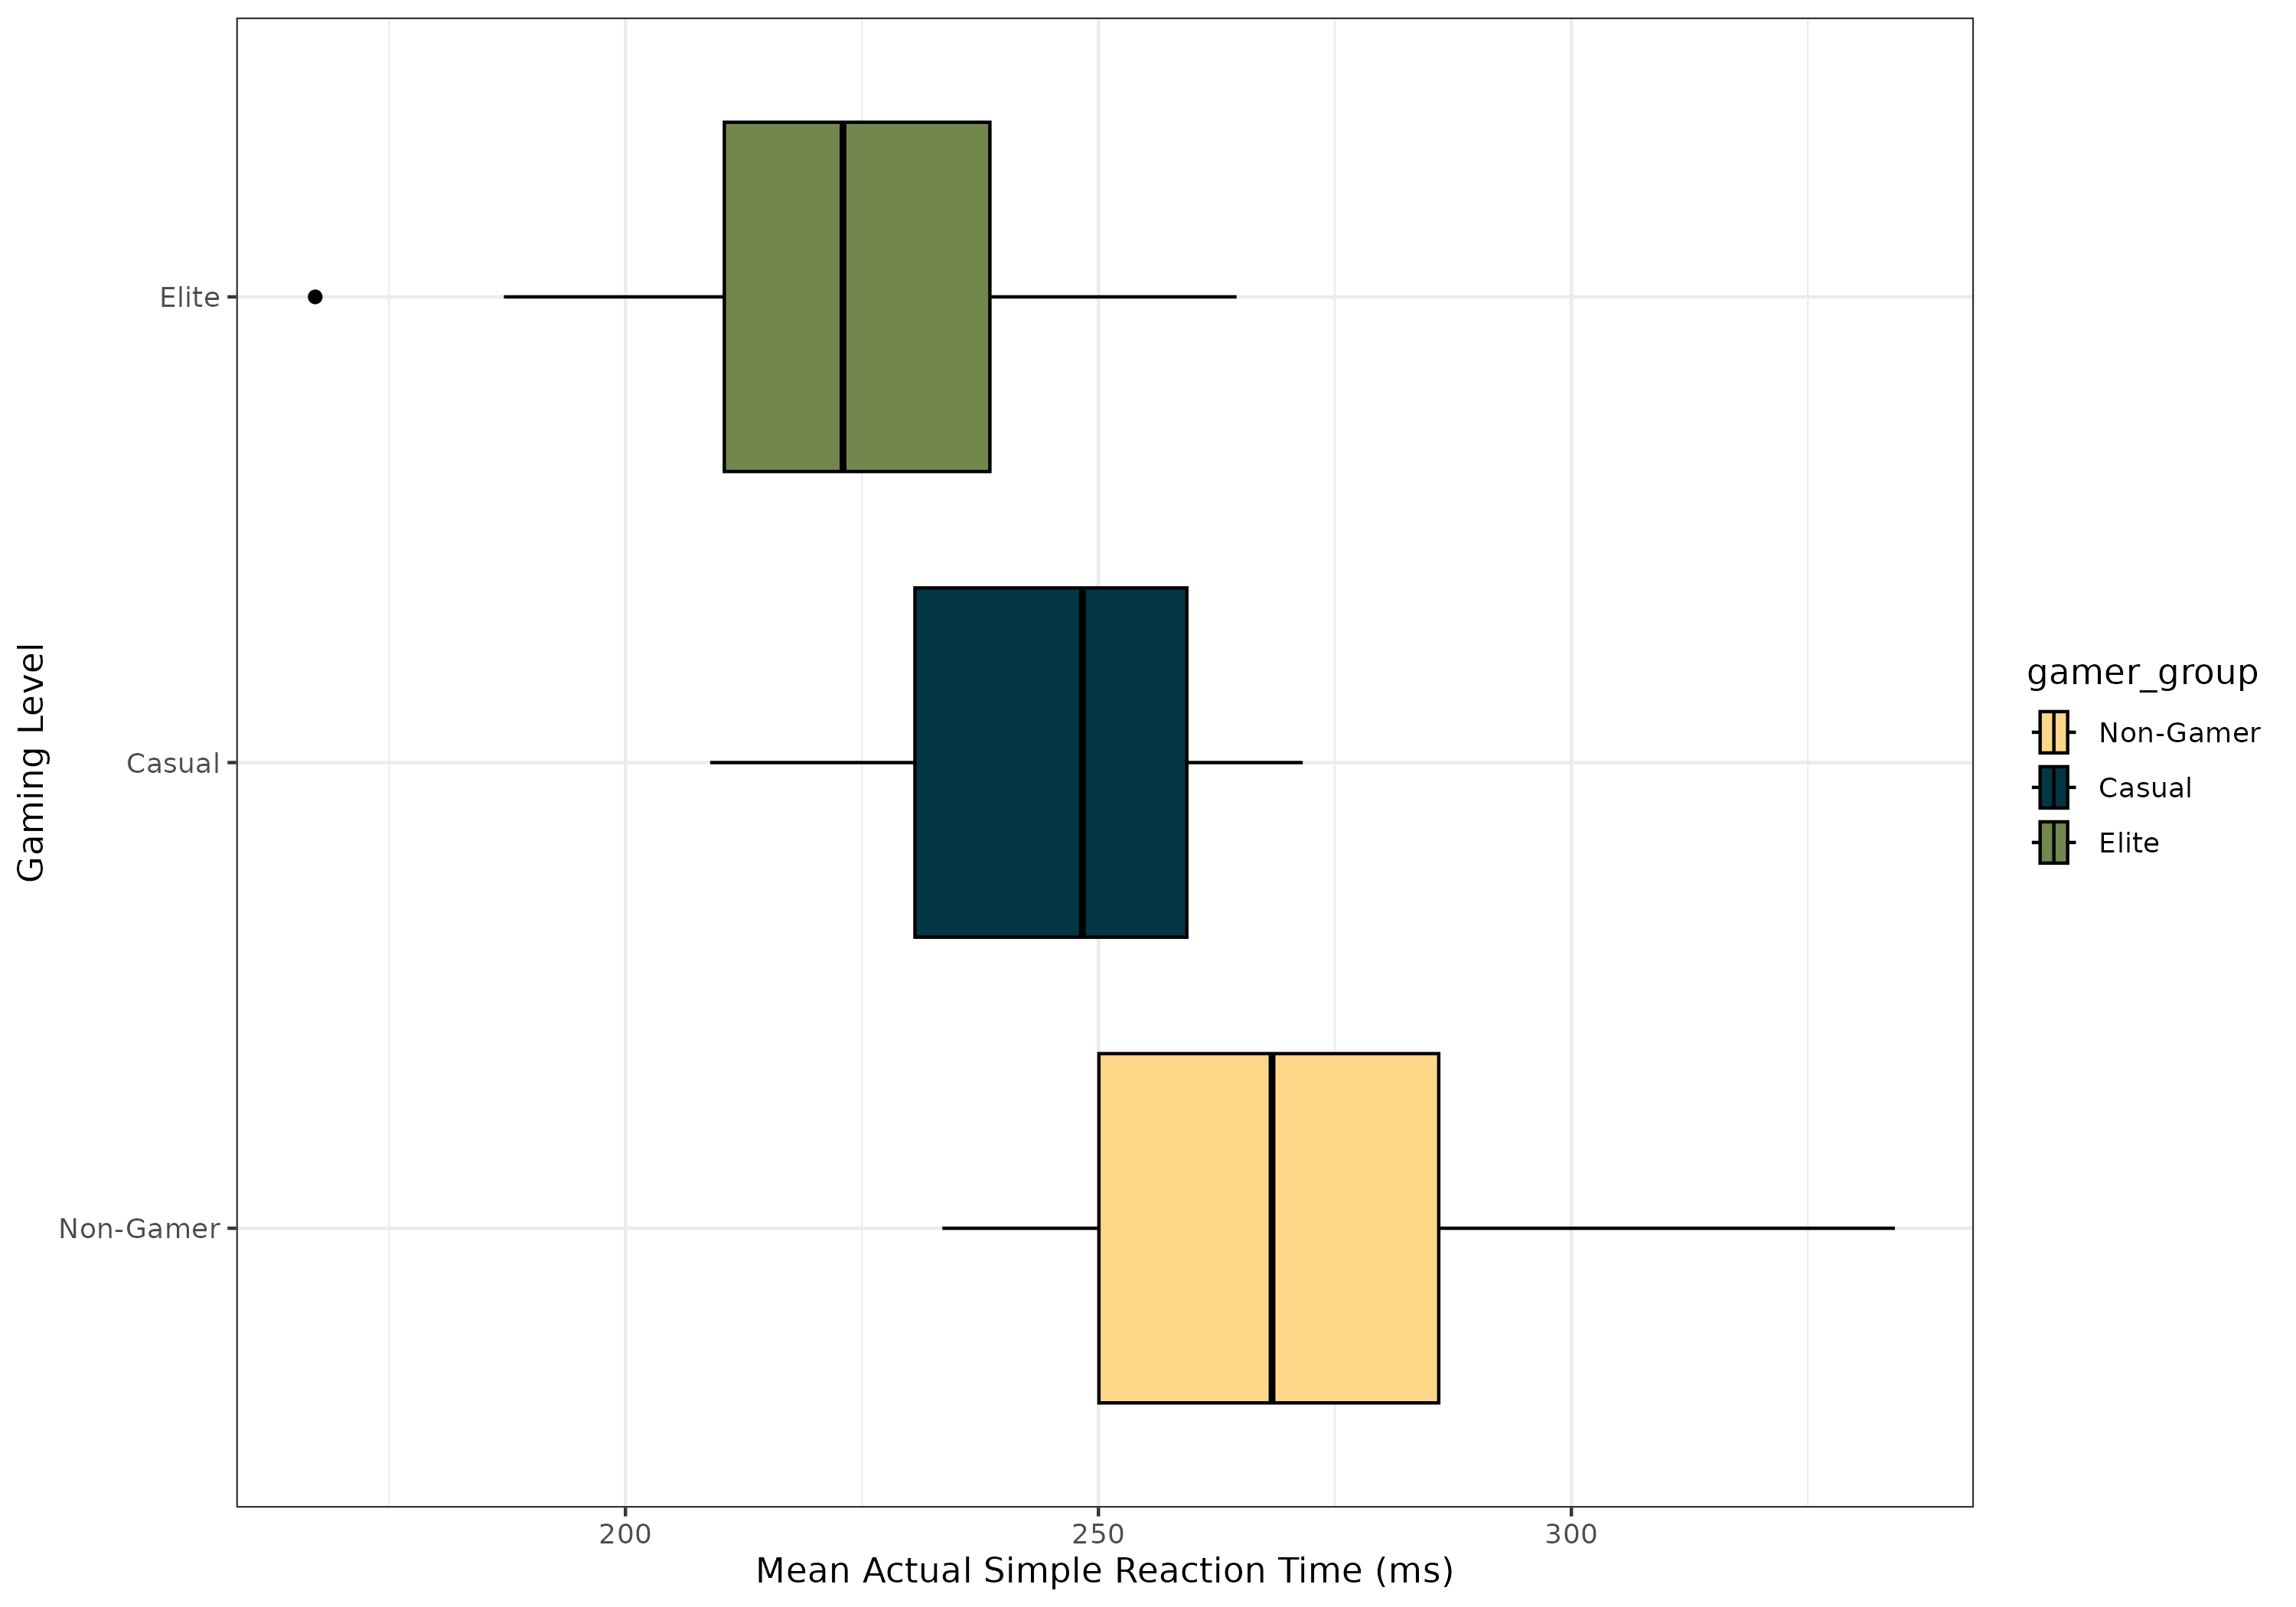 Elite
Casual
Non-Gamer
Gaming Level
200 250 300
Mean Actual Simple Reaction Time (ms)
gamer_group
Non-Gamer
Casual
Elite